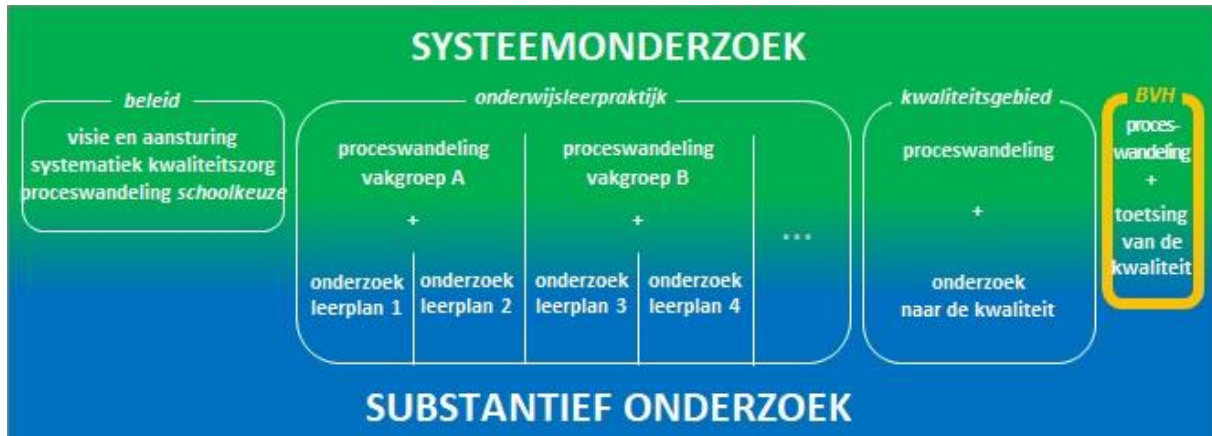 SYSTEEMONDERZOEK
beleid
visie en aansturing
systematiek kwaliteitszorg
proceswandeling schoolkeuze
onderwijsleerpraktijk
proceswandeling
vakgroep A
+
onderzoek
leerplan 1
onderzoek
leerplan 2
proceswandeling
vakgroep B
+
onderzoek
leerplan 3
onderzoek
leerplan 4
...
kwaliteitsgebied
proceswandeling
+
onderzoek
naar de kwaliteit
BVH
proces-
wandeling
+
toetsing
van de
kwaliteit
SUBSTANTIEF ONDERZOEK